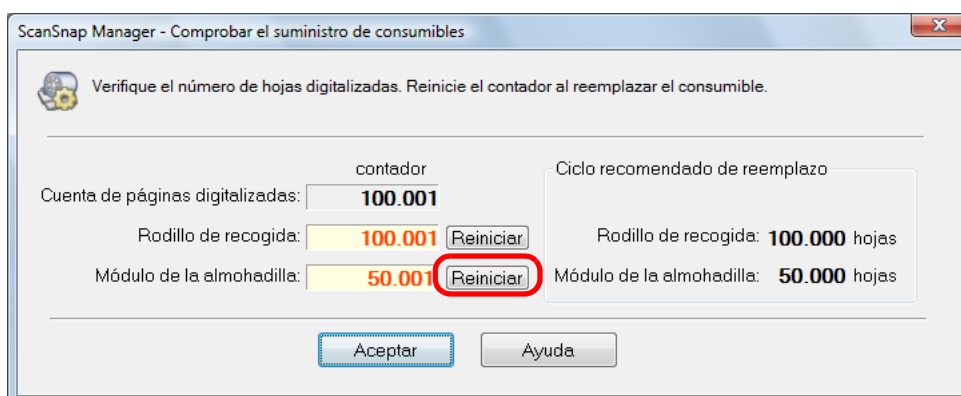 ScanSnap Manager - Comprobar el suministro de consumibles
Verifique el número de hojas digitalizadas. Reinicie el contador al reemplazar el consumible.
contador
Cuenta de páginas digitalizadas: 100.001
Rodillo de recogida: 100.001 Reiniciar
Módulo de la almohadilla: 50.001 Reiniciar
Ciclo recomendado de reemplazo
Rodillo de recogida: 100.000 hojas
Módulo de la almohadilla: 50.000 hojas
Aceptar
Ayuda